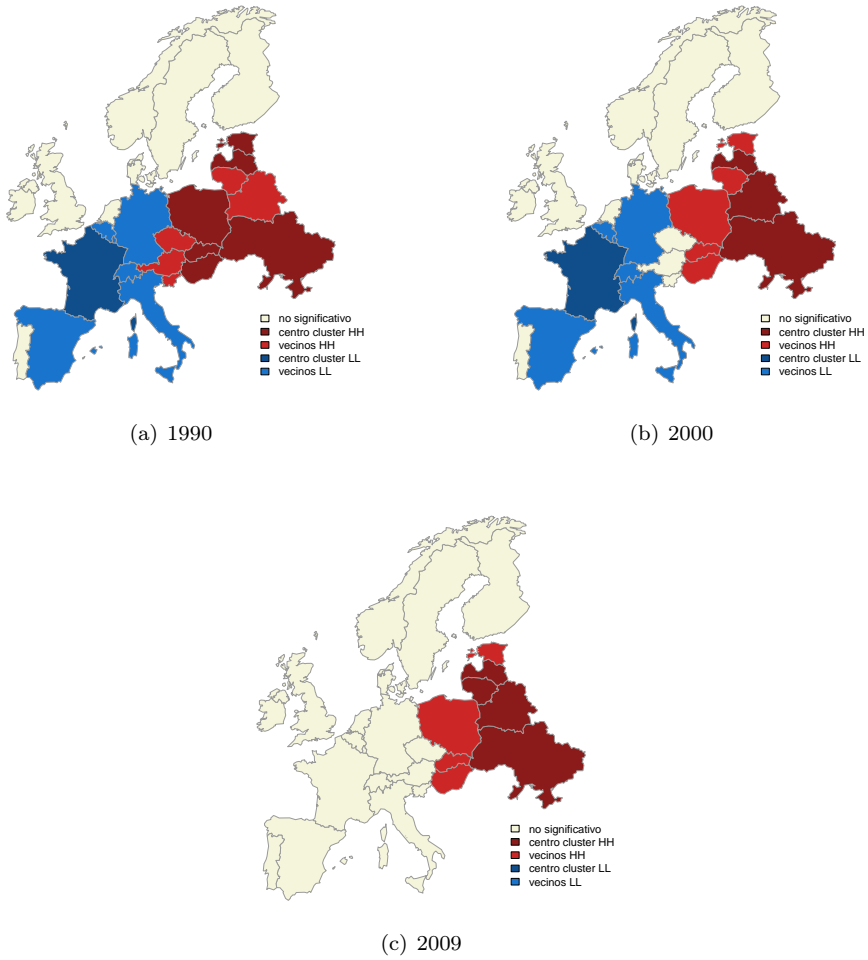 no significativo
centro cluster HH
vecinos HH
centro cluster LL
vecinos LL
(a) 1990
no significativo
centro cluster HH
vecinos HH
centro cluster LL
vecinos LL
(b) 2000
no significativo
centro cluster HH
vecinos HH
centro cluster LL
vecinos LL
(c) 2009